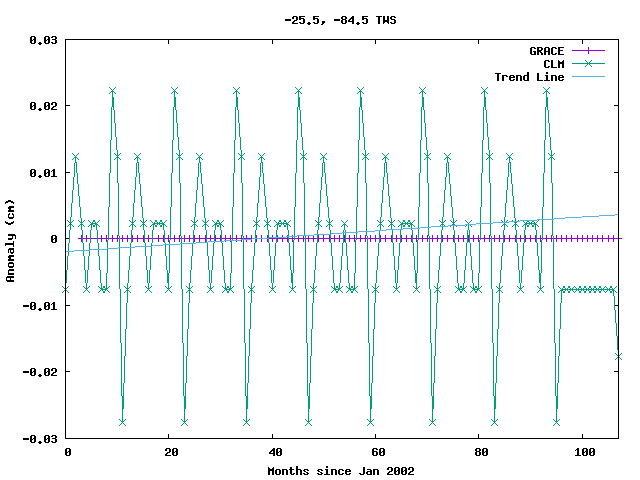 -25.5, -84.5 TWS
GRACE
CLM
Trend Line
0.03
0.02
0.01
0
-0.01
-0.02
-0.03
Anomaly (cm)
0 20 40 60 80 100
Months since Jan 2002